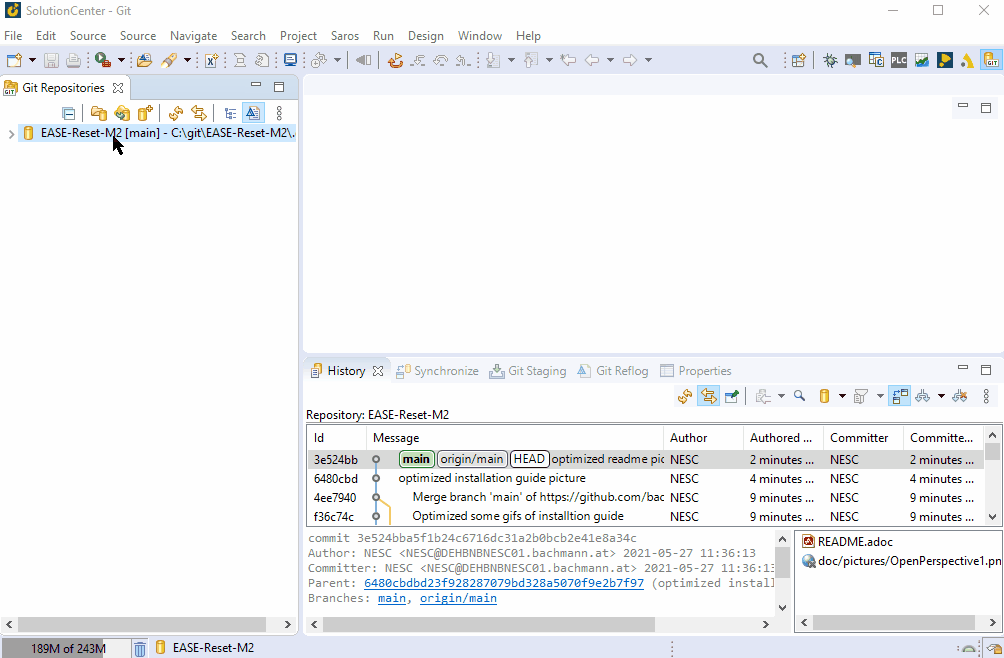 SolutionCenter - Git
File Edit Source Source Navigate Search Project Saros Run Design Window Help
PLC GIT
Git Repositories
EASE-Reset-M2 [main] - C:\git\EASE-Reset-M2\.
History Synchronize Git Staging Git Reflog Properties
Repository: EASE-Reset-M2
Id Message Author Authored ... Committer Committe...
3e524bb main origin/main HEAD optimized readme pic NESC 2 minutes ... NESC 2 minutes ...
6480cbd optimized installation guide picture NESC 4 minutes ... NESC 4 minutes ...
4ee7940 Merge branch 'main' of https://github.com/bac NESC 9 minutes ... NESC 9 minutes ...
f36c74c Optimized some gifs of installtion guide NESC 9 minutes ... NESC 9 minutes ...
commit 3e524bba5f1b24c6716dc31a2b0bcb2e41e8a34c
Author: NESC <NESC@DEHBNBNESC01.bachmann.at> 2021-05-27 11:36:13
Committer: NESC <NESC@DEHBNBNESC01.bachmann.at> 2021-05-27 11:36:13
Parent: 6480cbdbd23f928287079bd328a5070f9e2b7f97 (optimized install
Branches: main, origin/main
README.adoc
doc/pictures/OpenPerspective1.pn
189M of 243M EASE-Reset-M2